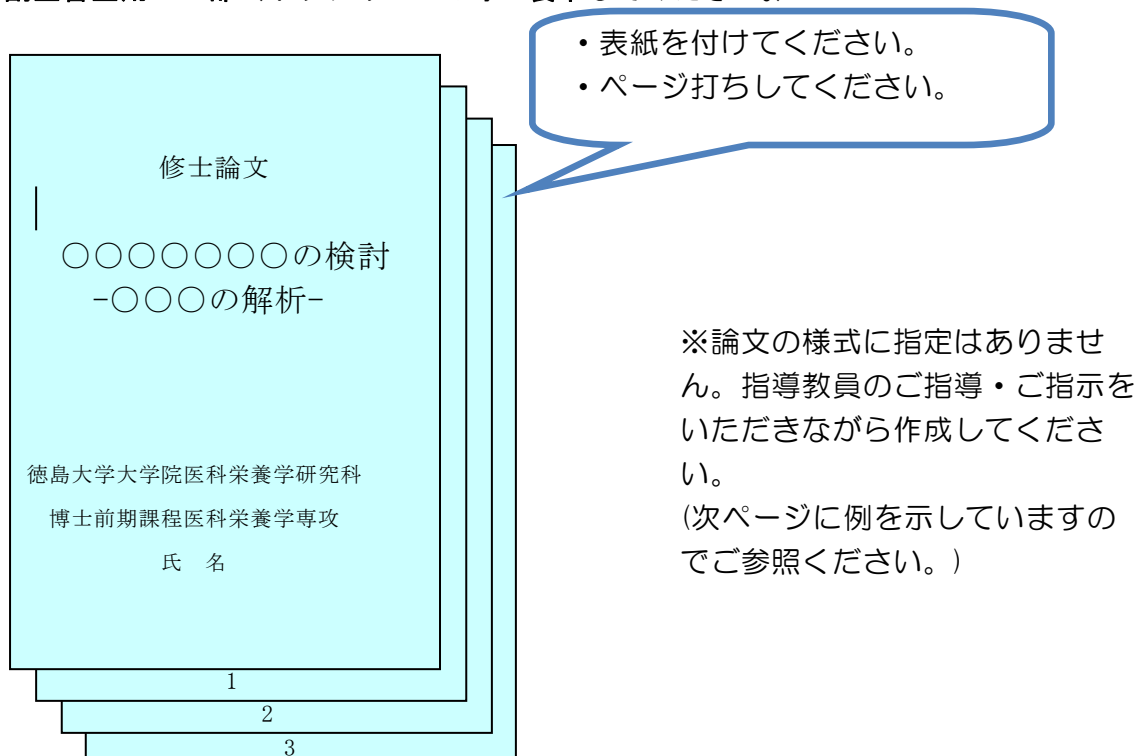 ・表紙を付けてください。
・ページ打ちしてください。
修士論文
○○○○○○○の検討
-○○○の解析-
徳島大学大学院医科栄養学研究科
博士前期課程医科栄養学専攻
氏 名
※論文の様式に指定はありませ
ん。指導教員のご指導・ご指示を
いただきながら作成してくださ
い。
(次ページに例を示していますの
でご参照ください。)
1
2
3